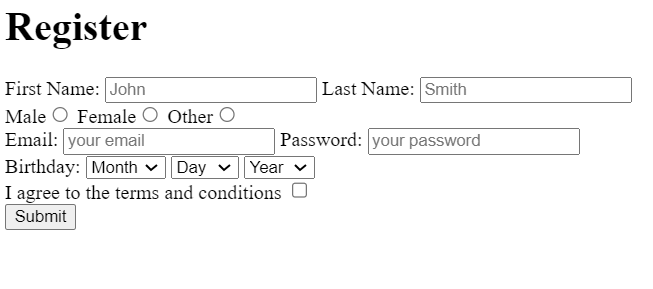 Register
First Name: John Last Name: Smith
Male Female Other
Email: your email Password: your password
Birthday: Month Day Year
I agree to the terms and conditions
Submit